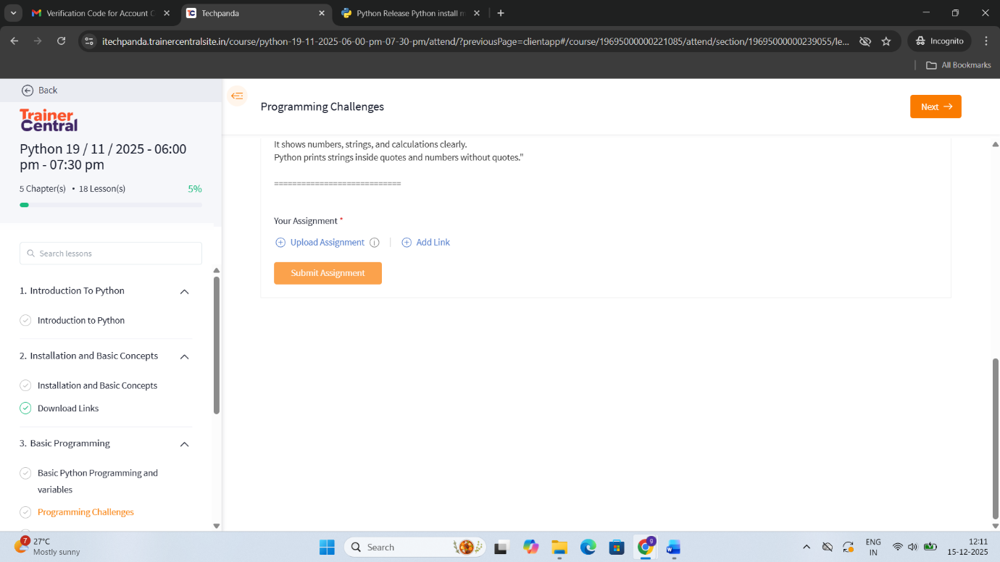 Verification Code for Account C
Techpanda
Python Release Python install m
itechpanda.trainercentralsite.in/course/python-19-11-2025-06-00-pm-07-30-pm/attend/?previousPage=clientapp#/course/19695000000221085/attend/section/19695000000239055/le...
Incognito
All Bookmarks
Back
Trainer
Central
Python 19 / 11 / 2025 - 06:00
pm - 07:30 pm
5 Chapter(s) • 18 Lesson(s) 5%
Search lessons
1. Introduction To Python
Introduction to Python
2. Installation and Basic Concepts
Installation and Basic Concepts
Download Links
3. Basic Programming
Basic Python Programming and
variables
Programming Challenges
Programming Challenges
Next →
It shows numbers, strings, and calculations clearly.
Python prints strings inside quotes and numbers without quotes."
============================
Your Assignment *
Upload Assignment | Add Link
Submit Assignment
7
27°C
Mostly sunny
Search
ENG
IN
12:11
15-12-2025